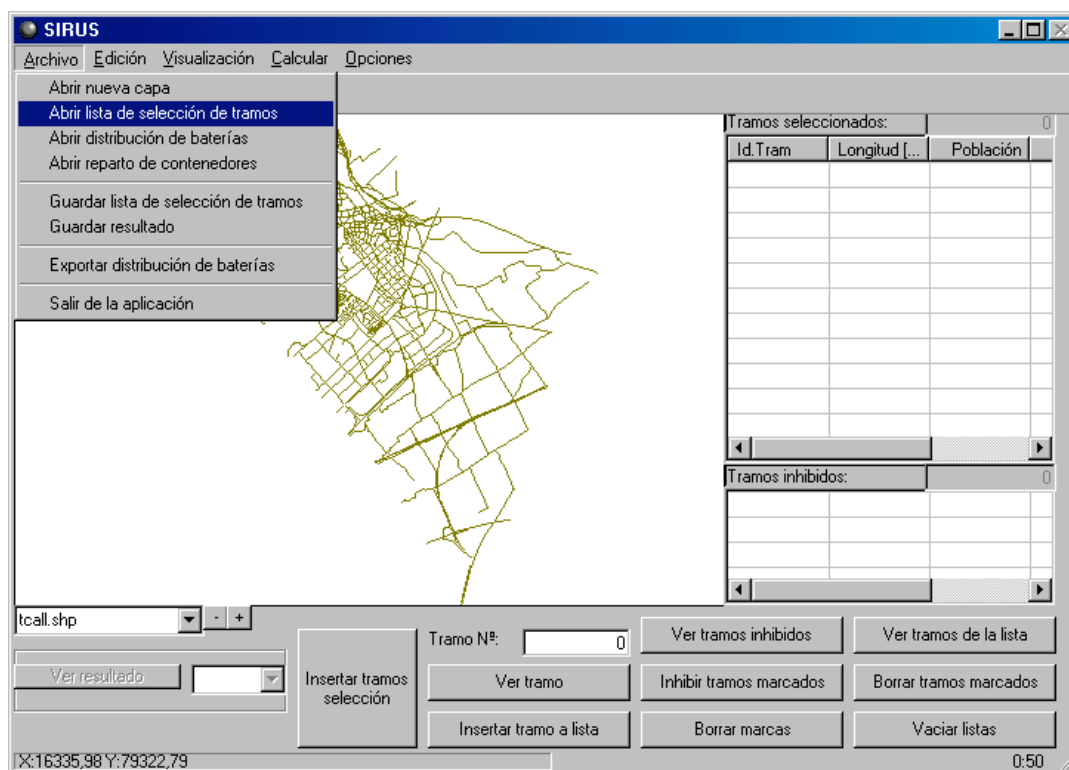 SIRUS
Archivo Edición Visualización Calcular Opciones
Abrir nueva capa
Abrir lista de selección de tramos
Abrir distribución de baterías
Abrir reparto de contenedores
Guardar lista de selección de tramos
Guardar resultado
Exportar distribución de baterías
Salir de la aplicación
Tramos seleccionados: 0
Id.Tram Longitud [... Población
Tramos inhibidos: 0
tcall.shp - +
Ver resultado
Insertar tramos selección
Tramo Nº: 0
Ver tramo
Insertar tramo a lista
Ver tramos inhibidos
Inhibir tramos marcados
Borrar marcas
Ver tramos de la lista
Borrar tramos marcados
Vaciar listas
X:16335,98 Y:79322,79
0:50